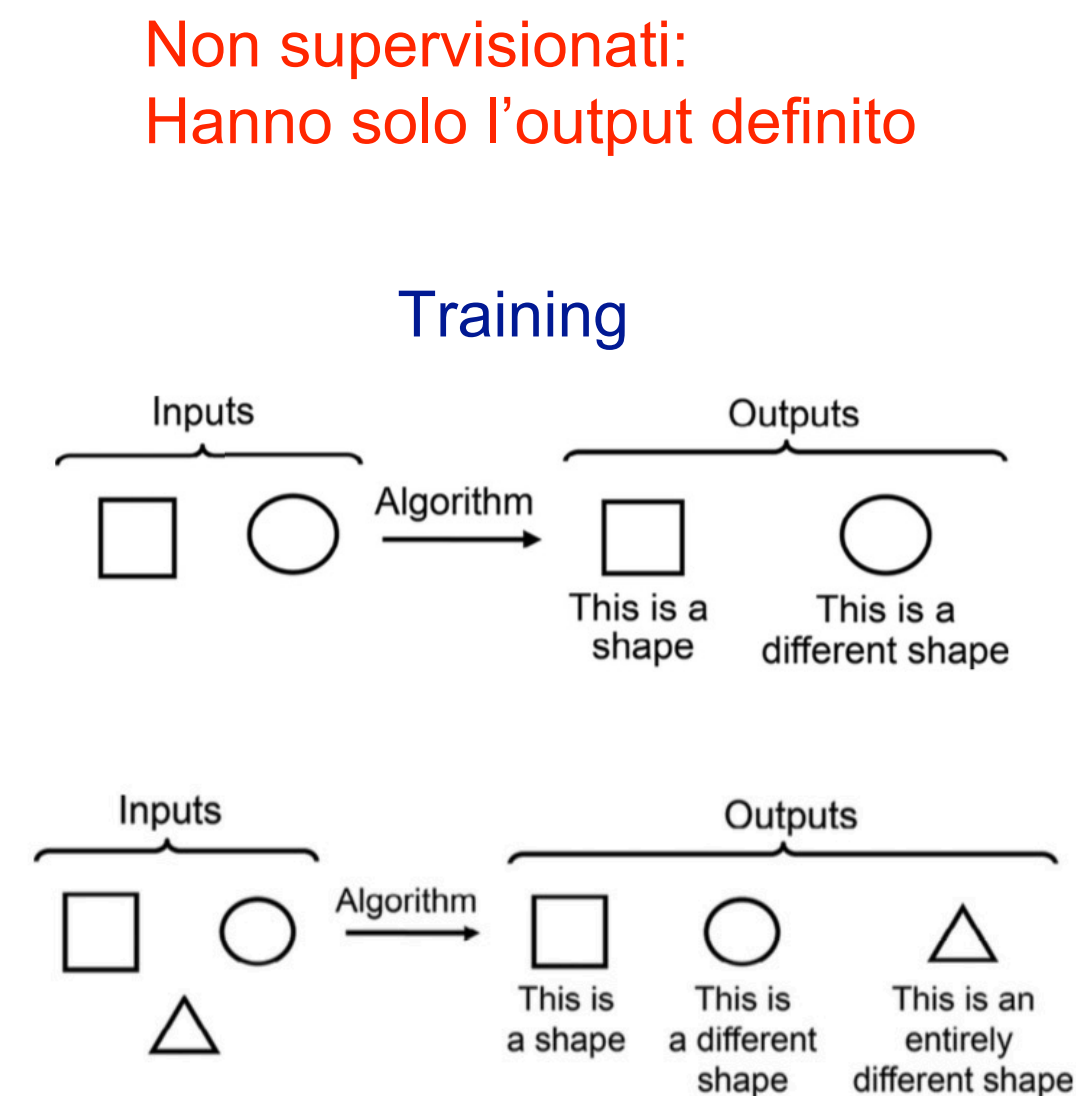 Non supervisionati:
Hanno solo l’output definito
Training
Inputs
Outputs
Algorithm
This is a
shape
This is a
different shape
Inputs
Outputs
Algorithm
This is
a shape
This is
a different
shape
This is an
entirely
different shape